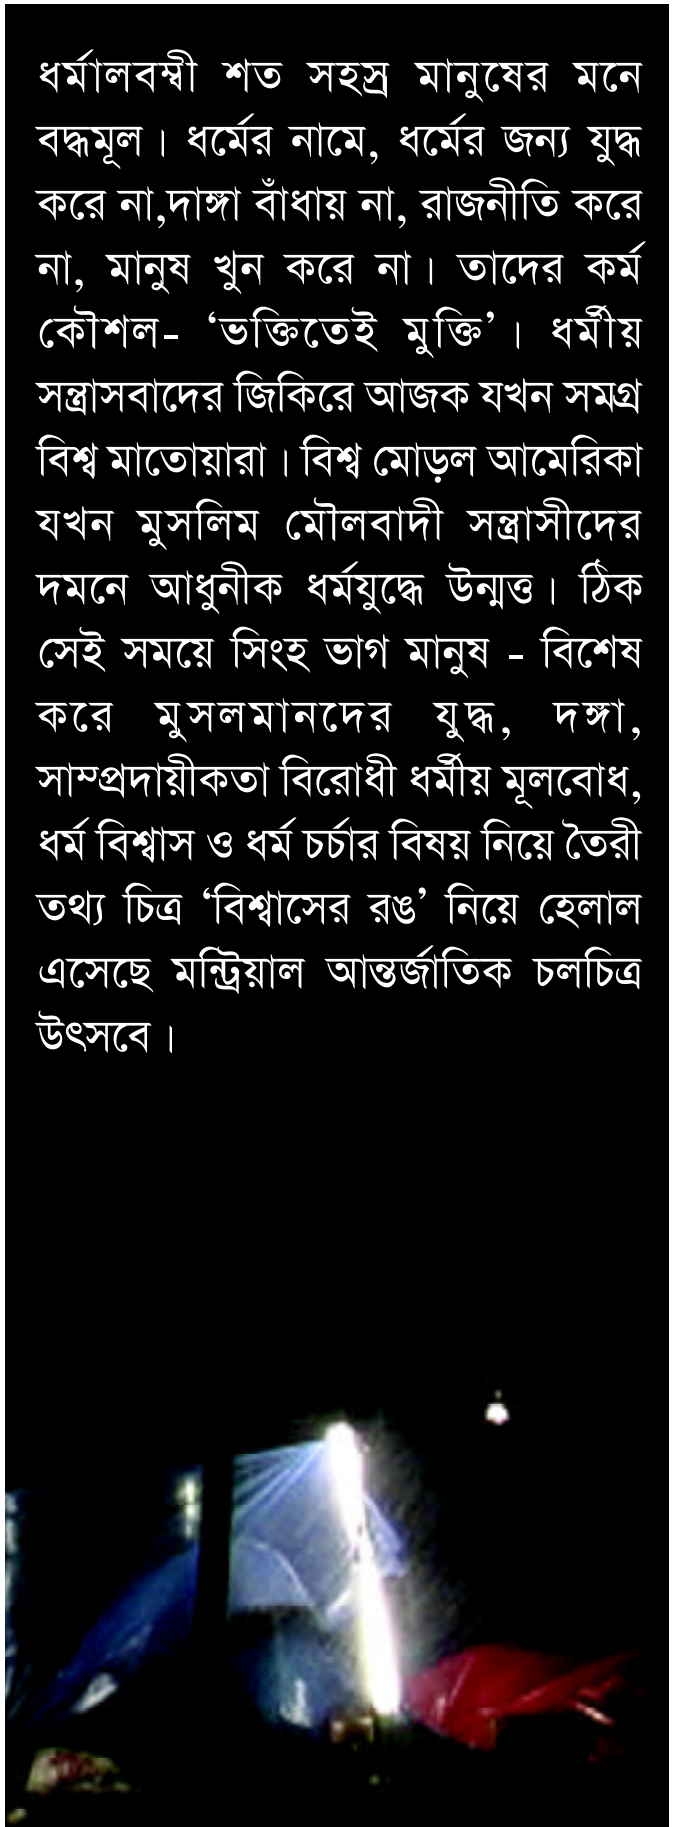 ধর্মালবম্বী শত সহস্র মানুষের মনে
বদ্ধমূল। ধর্মের নামে, ধর্মের জন্য যুদ্ধ
করে না,দাঙ্গা বাঁধায় না, রাজনীতি করে
না, মানুষ খুন করে না। তাদের কর্ম
কৌশল- ‘ভক্তিতেই মুক্তি’। ধর্মীয়
সন্ত্রাসবাদের জিকিরে আজক যখন সমগ্র
বিশ্ব মাতোয়ারা। বিশ্ব মোড়ল আমেরিকা
যখন মুসলিম মৌলবাদী সন্ত্রাসীদের
দমনে আধুনীক ধর্মযুদ্ধে উন্মত্ত। ঠিক
সেই সময়ে সিংহ ভাগ মানুষ - বিশেষ
করে মুসলমানদের যুদ্ধ, দঙ্গা,
সাম্প্রদায়ীকতা বিরোধী ধর্মীয় মূলবোধ,
ধর্ম বিশ্বাস ও ধর্ম চর্চার বিষয় নিয়ে তৈরী
তথ্য চিত্র ‘বিশ্বাসের রঙ’ নিয়ে হেলাল
এসেছে মন্ট্রিয়াল আন্তর্জাতিক চলচিত্র
উৎসবে।